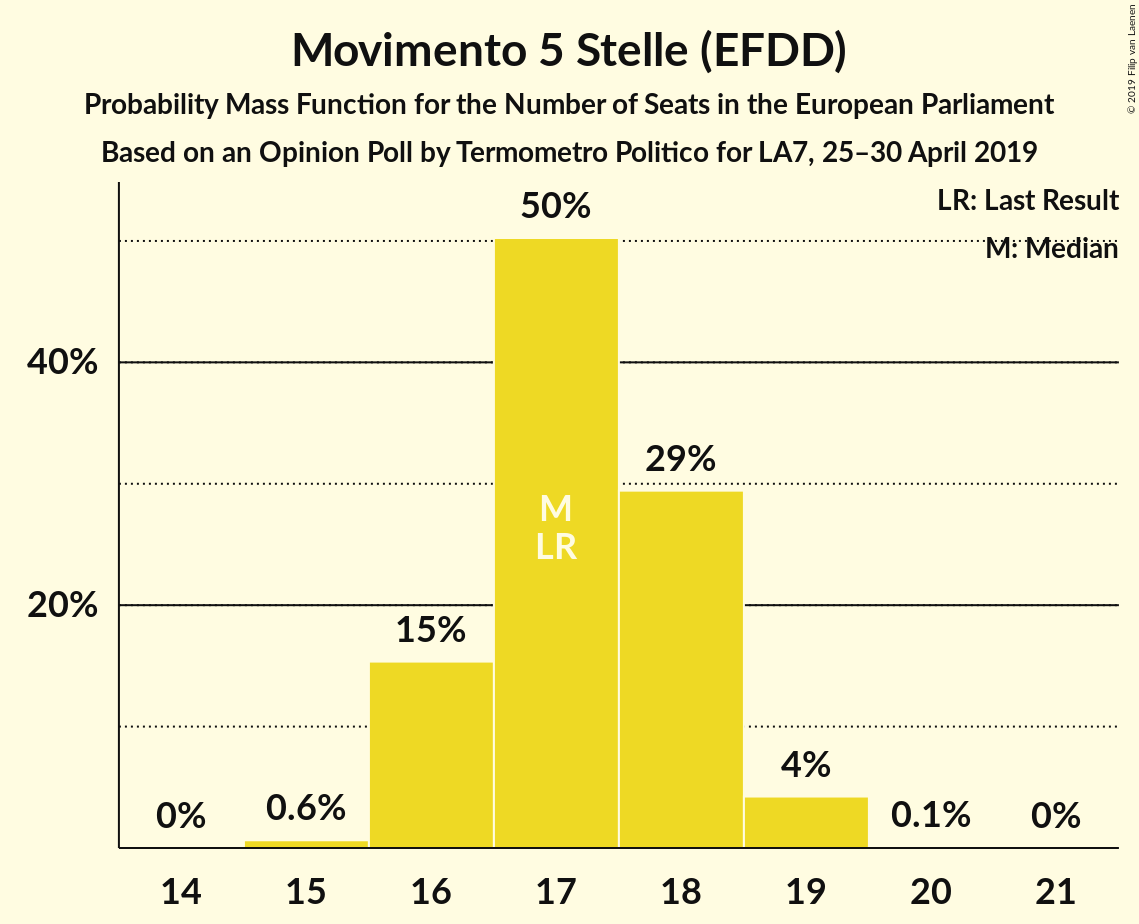 Movimento 5 Stelle (EFDD)
Probability Mass Function for the Number of Seats in the European Parliament
Based on an Opinion Poll by Termometro Politico for LA7, 25–30 April 2019
© 2019 Filip van Laenen
LR: Last Result
M: Median
50%
40%
29%
M
LR
20%
15%
4%
0%
0.6%
0.1%
0%
14
15
16
17
18
19
20
21